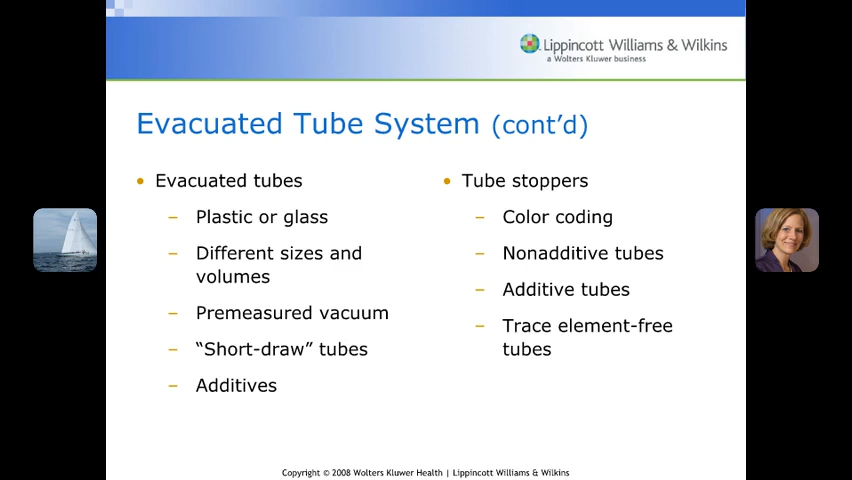 Lippincott Williams & Wilkins
a Wolters Kluwer business
Evacuated Tube System (cont'd)
• Evacuated tubes
– Plastic or glass
– Different sizes and
volumes
– Premeasured vacuum
– “Short-draw” tubes
– Additives
• Tube stoppers
– Color coding
– Nonadditive tubes
– Additive tubes
– Trace element-free
tubes
Copyright © 2008 Wolters Kluwer Health | Lippincott Williams & Wilkins